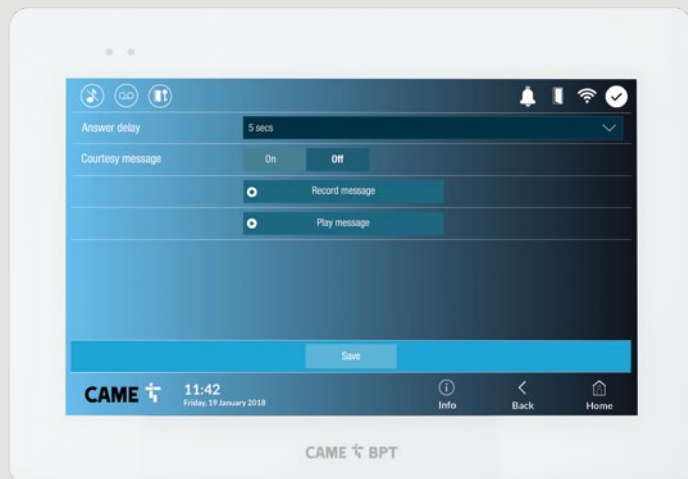 Answer delay
5 secs
Courtesy message
On
Off
Record message
Play message
Save
CAME
11:42
Friday, 19 January 2018
Info
Back
Home
CAME BPT